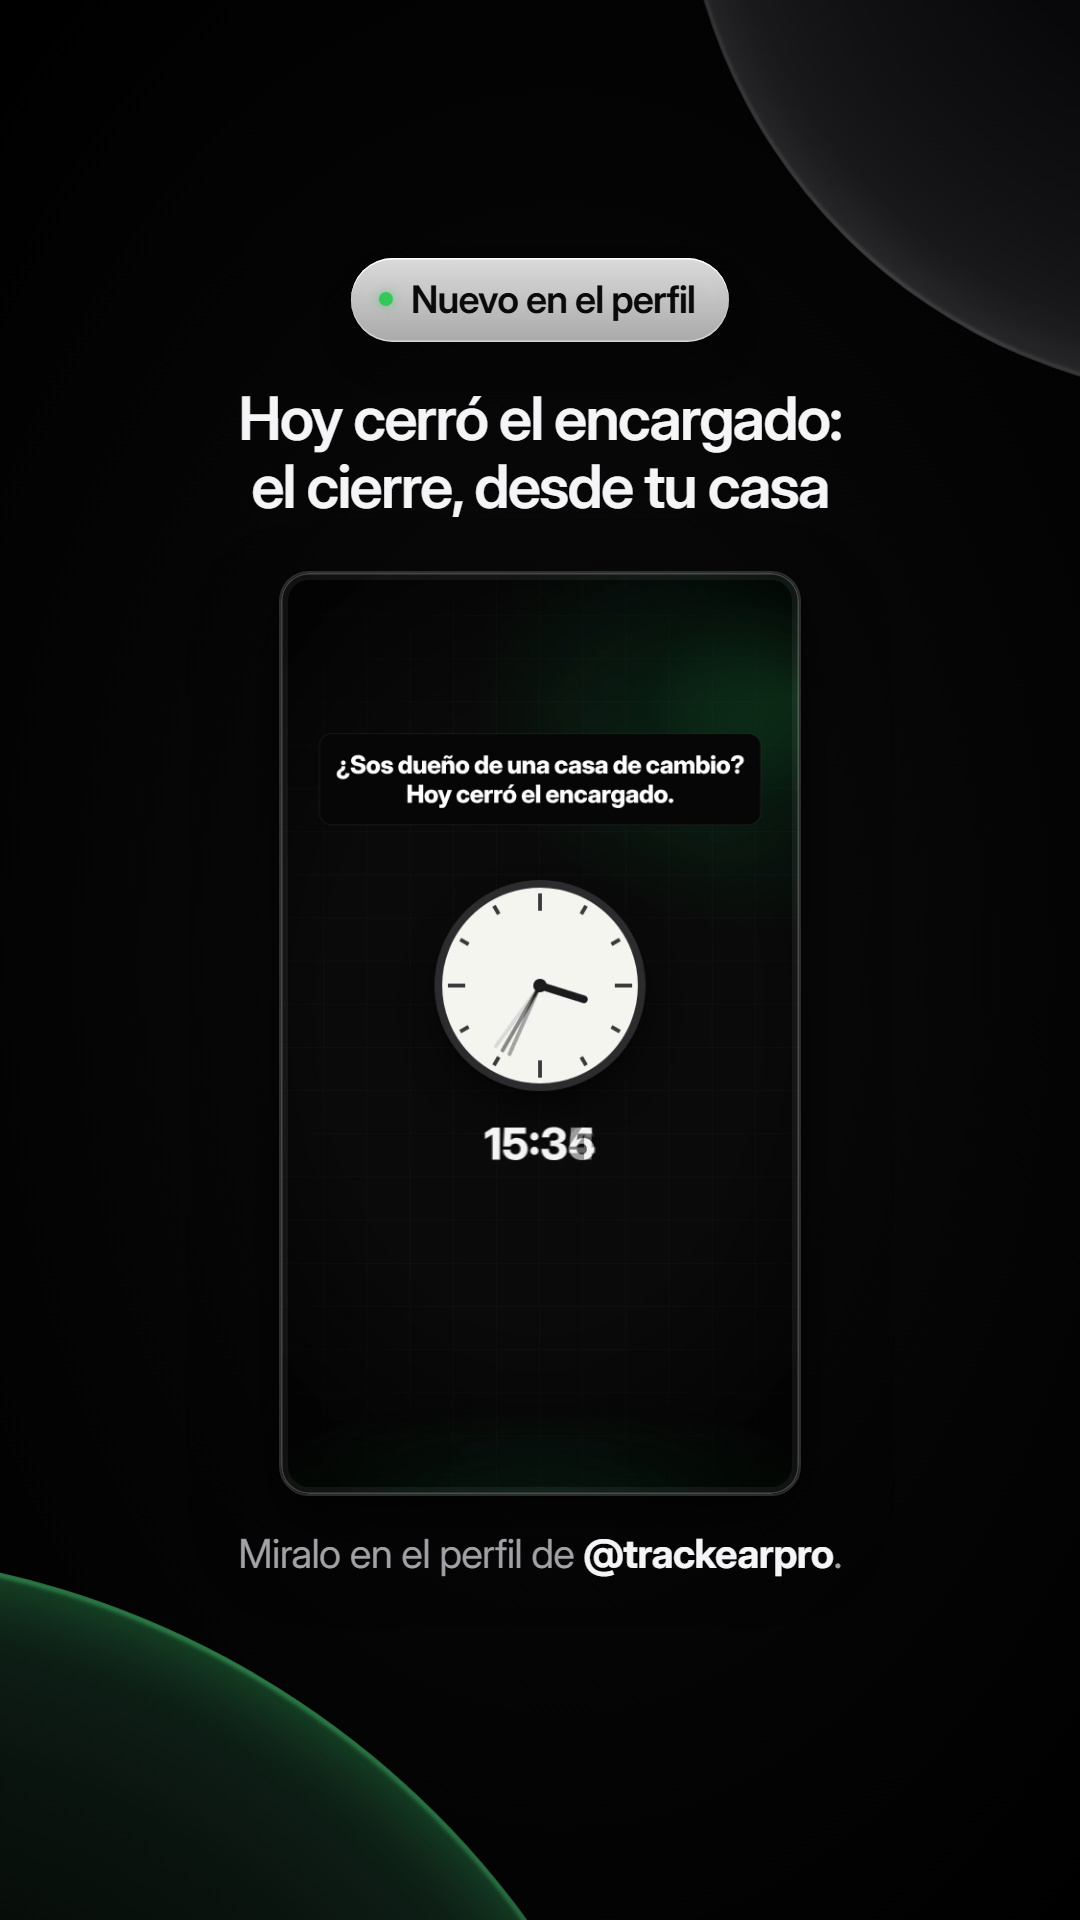 Nuevo en el perfil
Hoy cerró el encargado:
el cierre, desde tu casa
¿Sos dueño de una casa de cambio?
Hoy cerró el encargado.
Miralo en el perfil de @trackearpro.